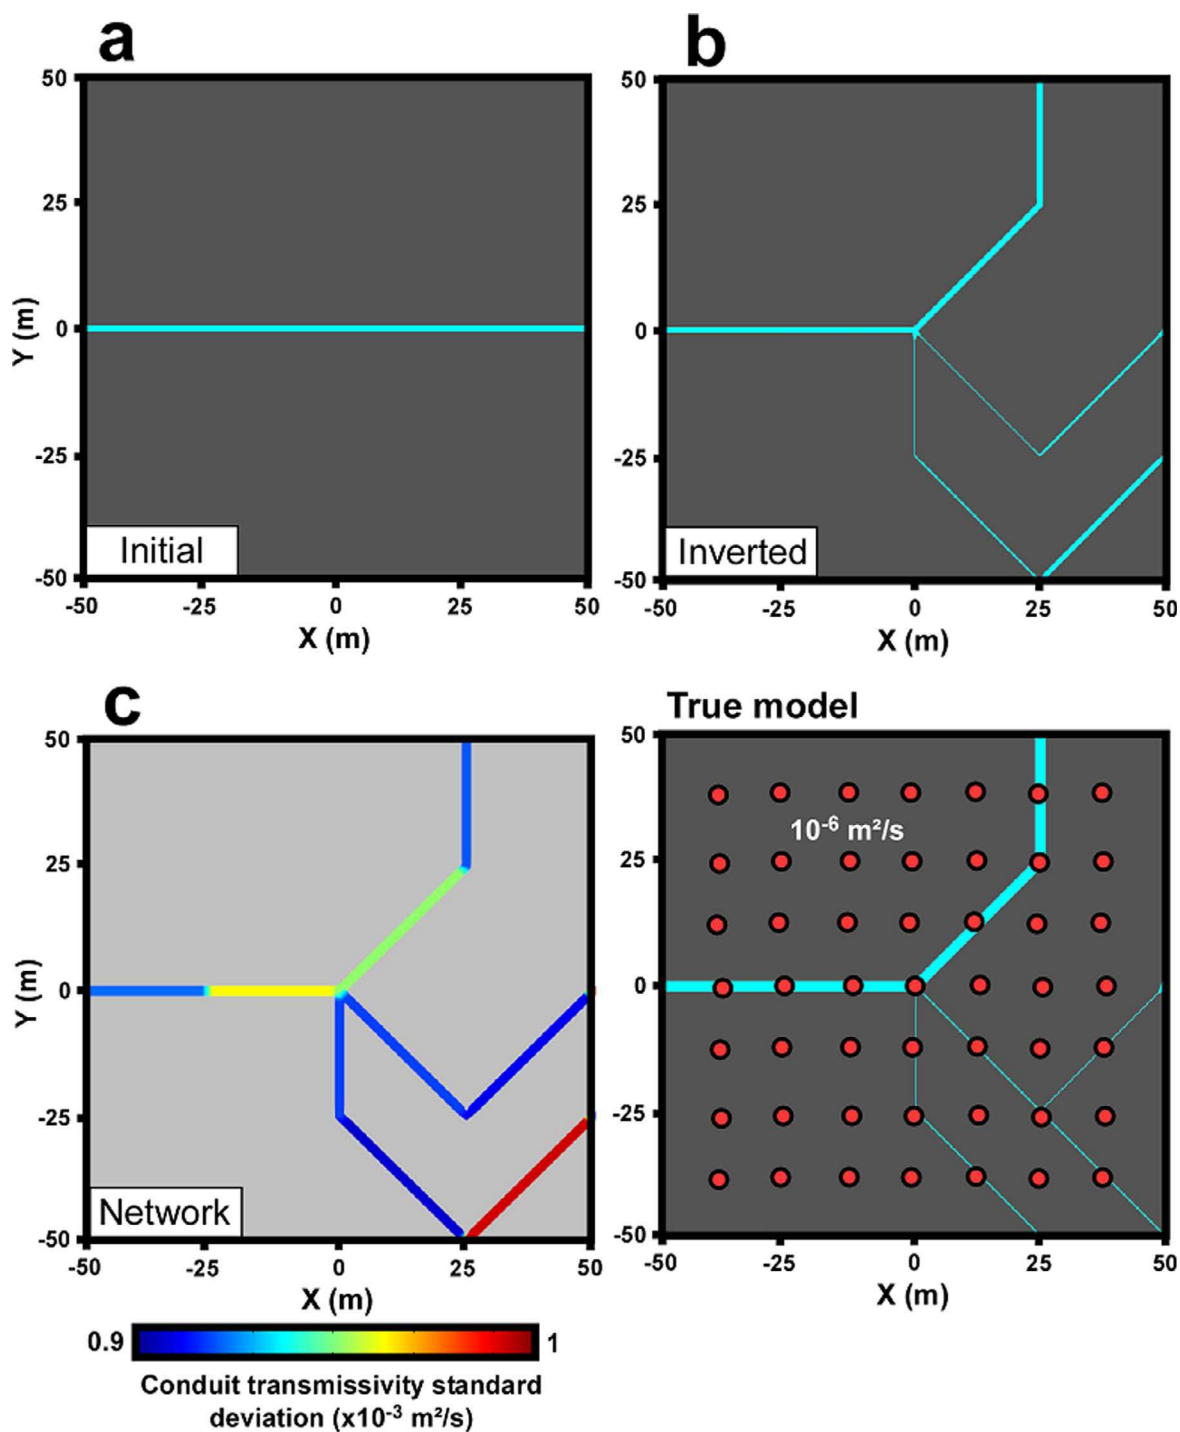 a
50
25
0
-25
-50
Y (m)
Initial
-50 -25 0 25 50
X (m)
b
50
25
0
-25
-50
Inverted
-50 -25 0 25 50
X (m)
c
50
25
0
-25
-50
Y (m)
Network
-50 -25 0 25 50
X (m)
0.9 1
Conduit transmissivity standard
deviation (x10⁻³ m²/s)
True model
50
25
0
-25
-50
10⁻⁶ m²/s
-50 -25 0 25 50
X (m)